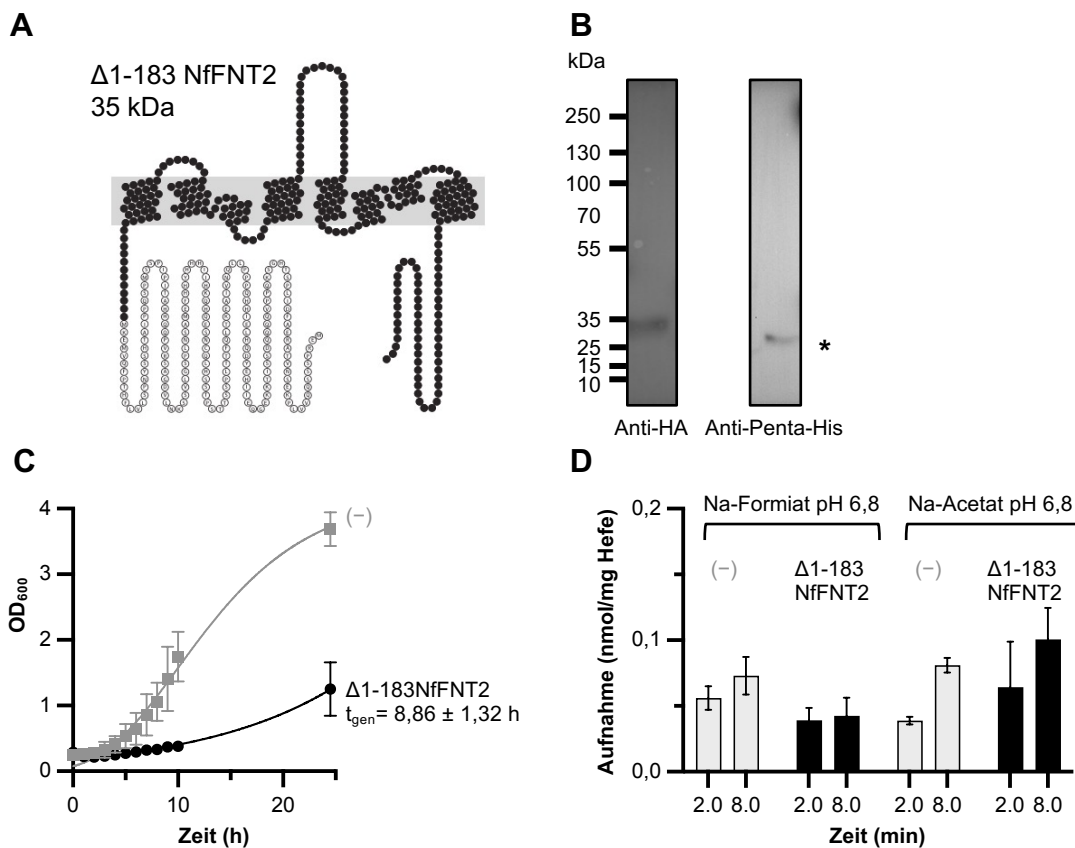 A
Δ1-183 NfFNT2
35 kDa
B
kDa
250
130
100
70
55
35
25
15
10
*
Anti-HA
Anti-Penta-His
C
OD600
4
3
2
1
0
0
10
20
Zeit (h)
(−)
Δ1-183NfFNT2
tgen= 8,86 ± 1,32 h
D
Aufnahme (nmol/mg Hefe)
0,2
0,1
0,0
Na-Formiat pH 6,8
Na-Acetat pH 6,8
(−)
Δ1-183
NfFNT2
(−)
Δ1-183
NfFNT2
2.0 8.0 2.0 8.0 2.0 8.0 2.0 8.0
Zeit (min)